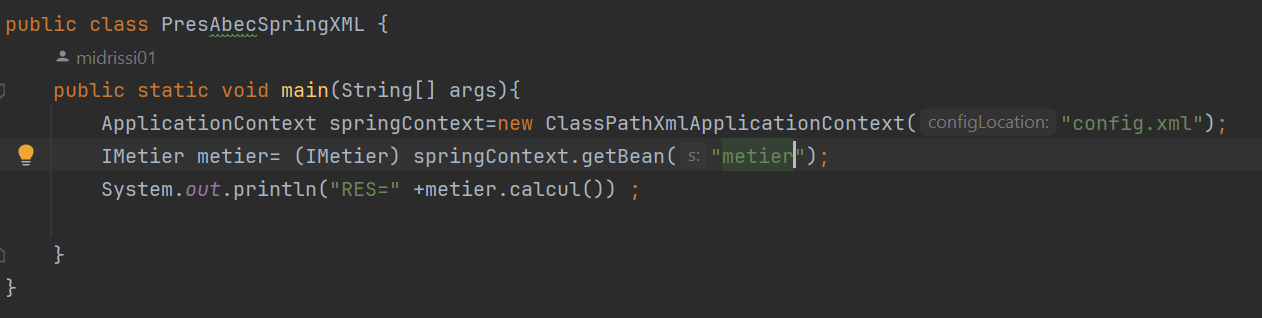 public class PresAbecSpringXML {
midrissi01
public static void main(String[] args){
ApplicationContext springContext=new ClassPathXmlApplicationContext( configLocation: "config.xml");
IMetier metier= (IMetier) springContext.getBean( s: "metier");
System.out.println("RES=" +metier.calcul()) ;
}
}